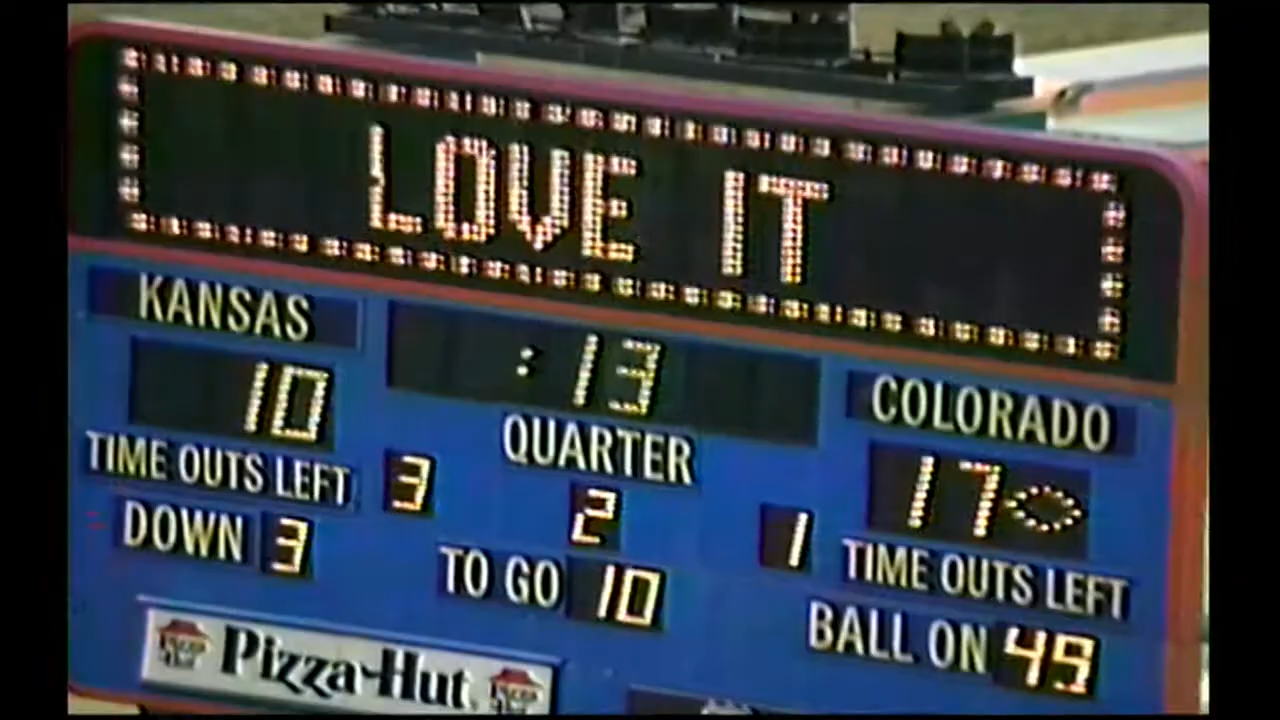 LOVE IT
KANSAS
:13
COLORADO
10
QUARTER
17
TIME OUTS LEFT 3
2
1 TIME OUTS LEFT
DOWN 3
TO GO 10
BALL ON 49
Pizza Hut